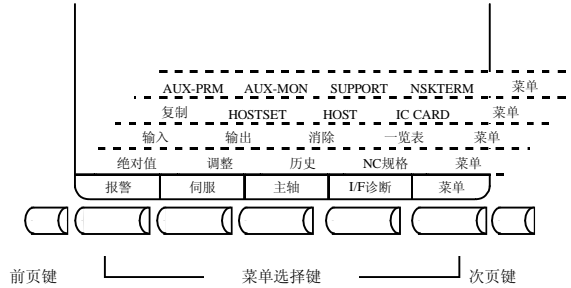 AUX-PRM AUX-MON SUPPORT NSKTERM 菜单
复制 HOSTSET HOST IC CARD 菜单
输入 输出 消除 一览表 菜单
绝对值 调整 历史 NC规格 菜单
报警 伺服 主轴 I/F诊断 菜单
前页键 菜单选择键 次页键